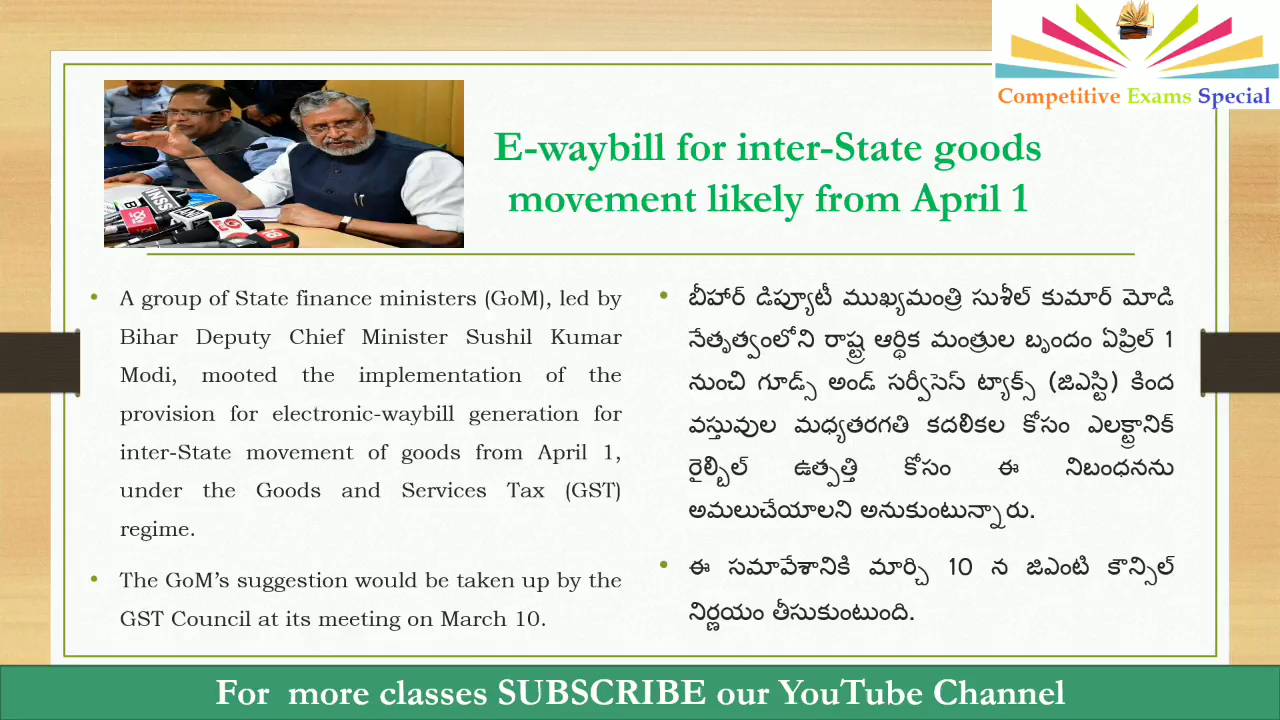 Competitive Exams Special
E-waybill for inter-State goods
movement likely from April 1
• A group of State finance ministers (GoM), led by
Bihar Deputy Chief Minister Sushil Kumar
Modi, mooted the implementation of the
provision for electronic-waybill generation for
inter-State movement of goods from April 1,
under the Goods and Services Tax (GST)
regime.
• The GoM’s suggestion would be taken up by the
GST Council at its meeting on March 10.
• బీహార్ డిప్యూటీ ముఖ్యమంత్రి సుశీల్ కుమార్ మోడి
నేతృత్వంలోని రాష్ట్ర ఆర్థిక మంత్రుల బృందం ఏప్రిల్ 1
నుంచి గూడ్స్ అండ్ సర్వీసెస్ ట్యాక్స్ (జిఎస్టి) కింద
వస్తువుల మధ్యతరగతి కదలికల కోసం ఎలక్ట్రానిక్
రైల్బిల్ ఉత్పత్తి కోసం ఈ నిబంధనను
అమలుచేయాలని అనుకుంటున్నారు.
• ఈ సమావేశానికి మార్చి 10 న జిఎంటి కౌన్సిల్
నిర్ణయం తీసుకుంటుంది.
For more classes SUBSCRIBE our YouTube Channel